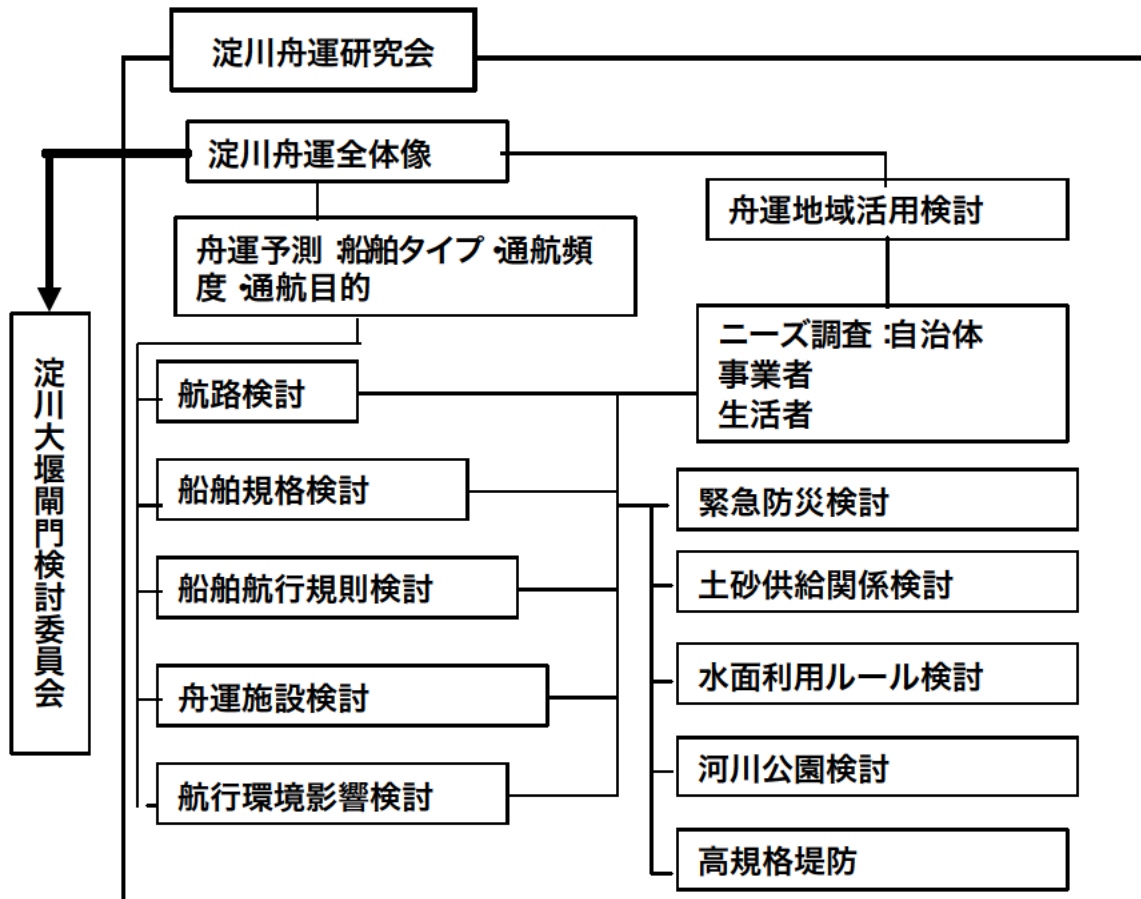 淀川舟運研究会
淀川舟運全体像
舟運地域活用検討
舟運予測:船舶タイプ・通航頻
度・通航目的
ニーズ調査:自治体
事業者
生活者
淀川大堰閘門検討委員会
航路検討
船舶規格検討
船舶航行規則検討
舟運施設検討
航行環境影響検討
緊急防災検討
土砂供給関係検討
水面利用ルール検討
河川公園検討
高規格堤防